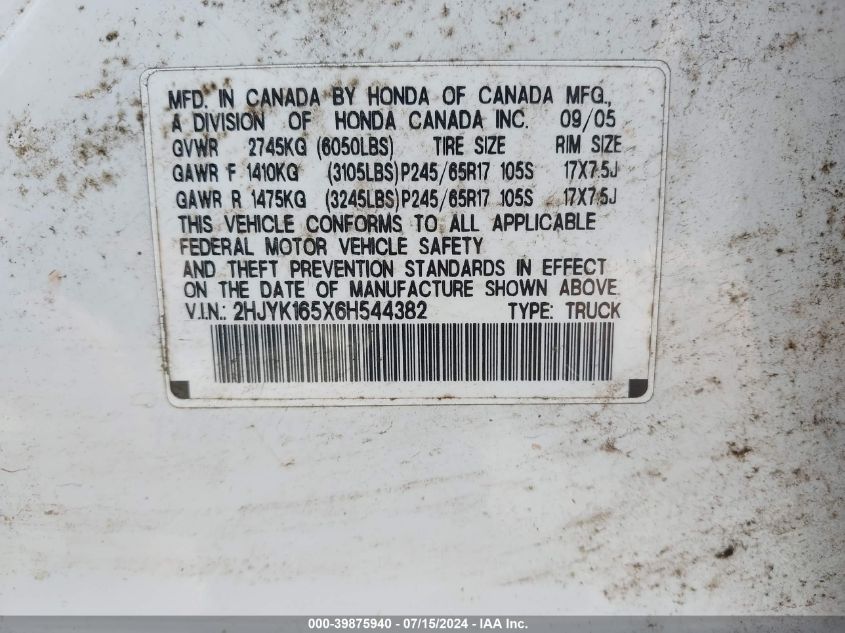 MFD. IN CANADA BY HONDA OF CANADA MFG.,
A DIVISION OF HONDA CANADA INC. 09/05
GVWR 2745KG (6050LBS) TIRE SIZE RIM SIZE
GAWR F 1410KG (3105LBS) P245/65R17 105S 17X7.5J
GAWR R 1475KG (3245LBS) P245/65R17 105S 17X7.5J
THIS VEHICLE CONFORMS TO ALL APPLICABLE
FEDERAL MOTOR VEHICLE SAFETY
AND THEFT PREVENTION STANDARDS IN EFFECT
ON THE DATE OF MANUFACTURE SHOWN ABOVE.
V.I.N.: 2HJYK165X6H544382 TYPE: TRUCK
000-39875940 - 07/15/2024 - IAA Inc.